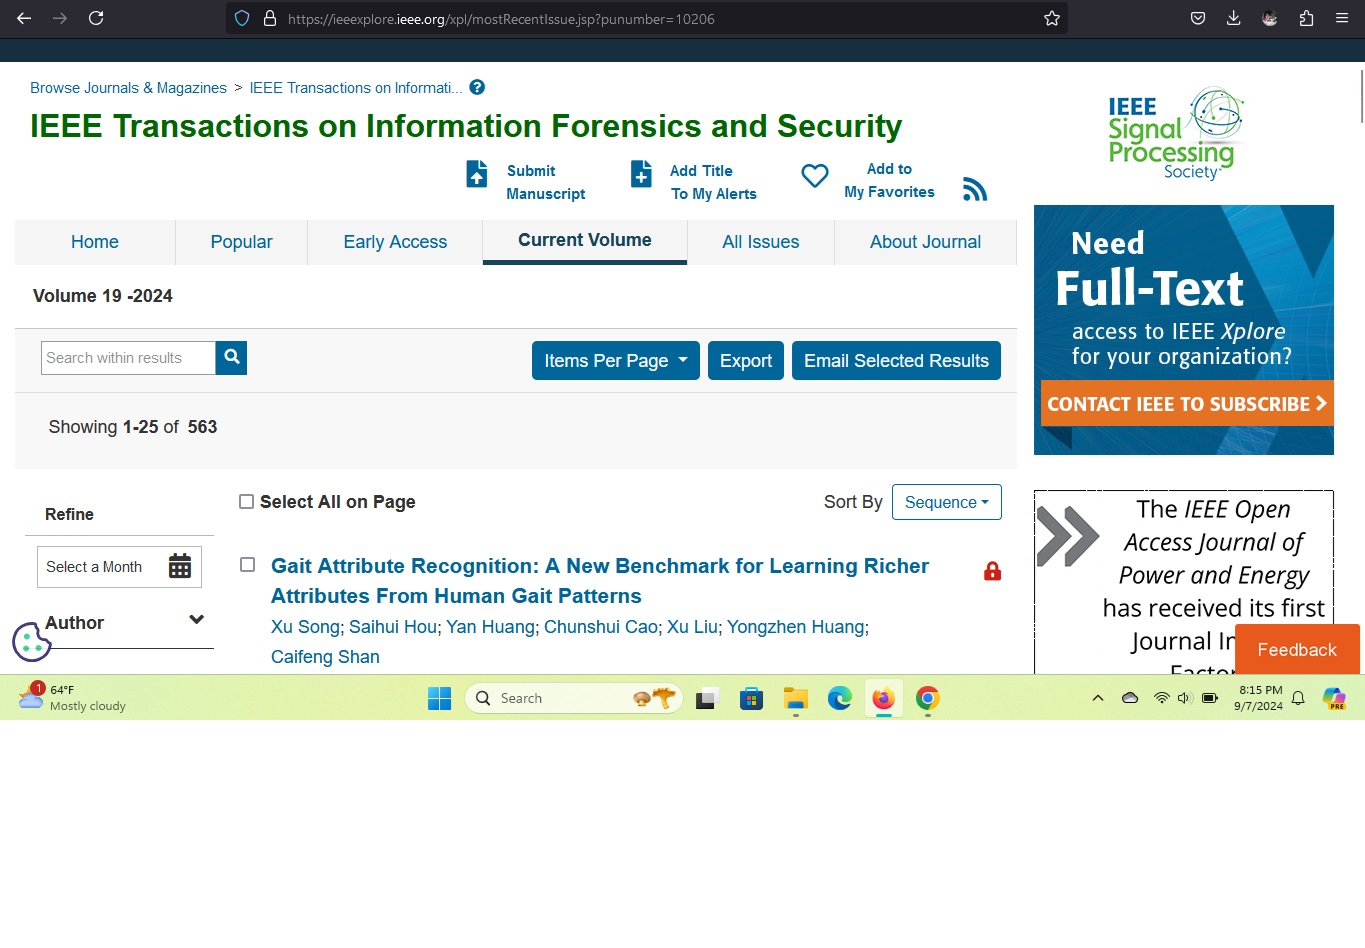 https://ieeexplore.ieee.org/xpl/mostRecentIssue.jsp?punumber=10206
Browse Journals & Magazines > IEEE Transactions on Informati... ?
IEEE Transactions on Information Forensics and Security
Submit
Manuscript
Add Title
To My Alerts
Add to
My Favorites
IEEE
Signal
Processing
Society
Home
Popular
Early Access
Current Volume
All Issues
About Journal
Need
Full-Text
access to IEEE Xplore
for your organization?
CONTACT IEEE TO SUBSCRIBE
Volume 19 -2024
Search within results
Items Per Page
Export
Email Selected Results
Showing 1-25 of 563
Refine
Select All on Page
Sort By
Sequence
Select a Month
Author
Gait Attribute Recognition: A New Benchmark for Learning Richer
Attributes From Human Gait Patterns
Xu Song; Saihui Hou; Yan Huang; Chunshui Cao; Xu Liu; Yongzhen Huang;
Caifeng Shan
The IEEE Open
Access Journal of
Power and Energy
has received its first
Journal Im
Factor
Feedback
1
64°F
Mostly cloudy
Search
8:15 PM
9/7/2024
PRE